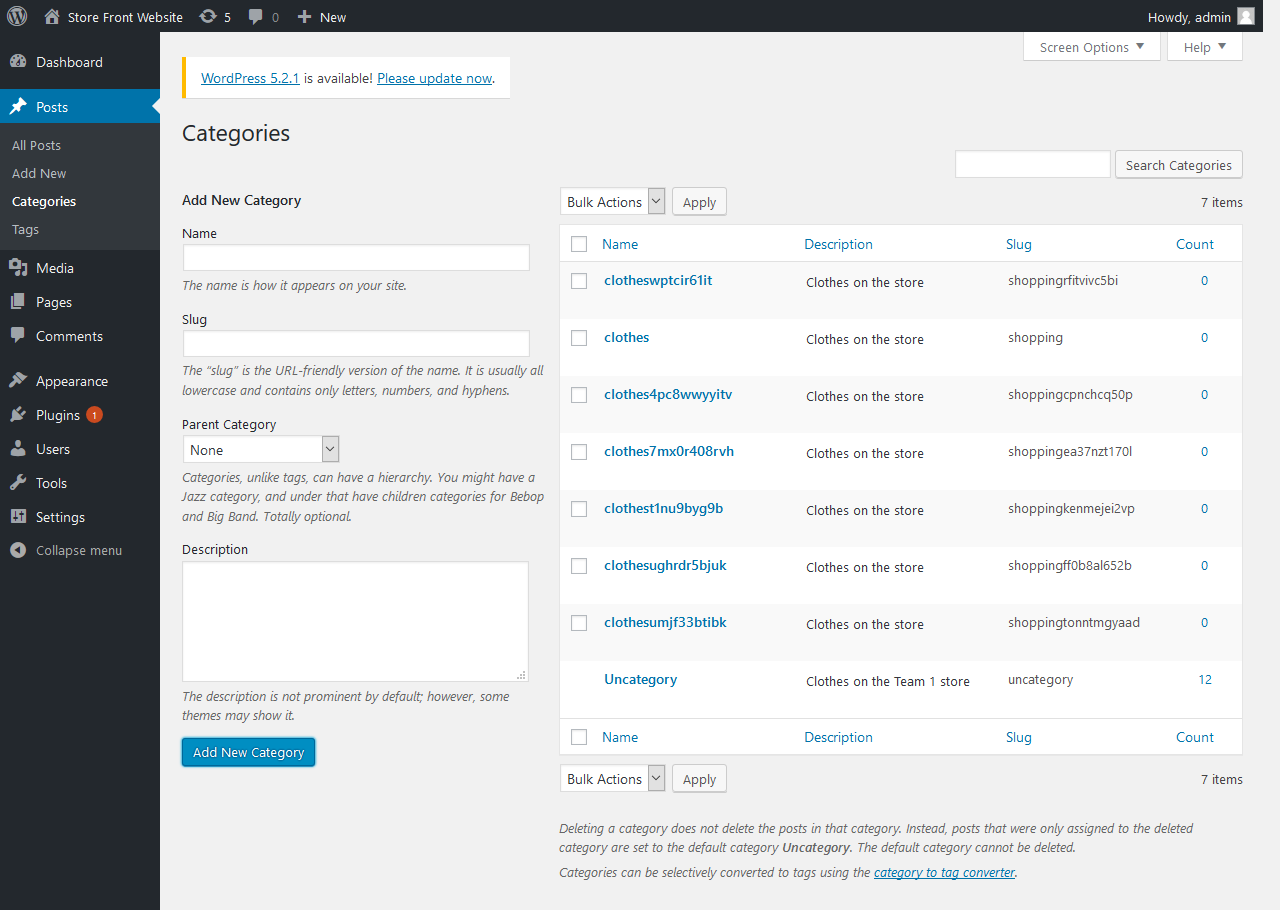 Store Front Website 5 0 New Howdy, admin
Screen Options Help
Dashboard
Posts
All Posts
Add New
Categories
Tags
Media
Pages
Comments
Appearance
Plugins 1
Users
Tools
Settings
Collapse menu
WordPress 5.2.1 is available! Please update now.
Categories
Search Categories
Add New Category
Name
The name is how it appears on your site.
Slug
The “slug” is the URL-friendly version of the name. It is usually all
lowercase and contains only letters, numbers, and hyphens.
Parent Category
None
Categories, unlike tags, can have a hierarchy. You might have a
Jazz category, and under that have children categories for Bebop
and Big Band. Totally optional.
Description
The description is not prominent by default; however, some
themes may show it.
Add New Category
Bulk Actions Apply 7 items
Name Description Slug Count
clotheswptcir61it Clothes on the store shoppingrfitvivc5bi 0
clothes Clothes on the store shopping 0
clothes4pc8wwyyitv Clothes on the store shoppingcpnchcq50p 0
clothes7mx0r408rvh Clothes on the store shoppingea37nzt170l 0
clothest1nu9byg9b Clothes on the store shoppingkenmejei2vp 0
clothesughrdr5bjuk Clothes on the store shoppingff0b8al652b 0
clothesumjf33btibk Clothes on the store shoppingtonntmgyaad 0
Uncategory Clothes on the Team 1 store uncategory 12
Name Description Slug Count
Bulk Actions Apply 7 items
Deleting a category does not delete the posts in that category. Instead, posts that were only assigned to the deleted
category are set to the default category Uncategory. The default category cannot be deleted.
Categories can be selectively converted to tags using the category to tag converter.